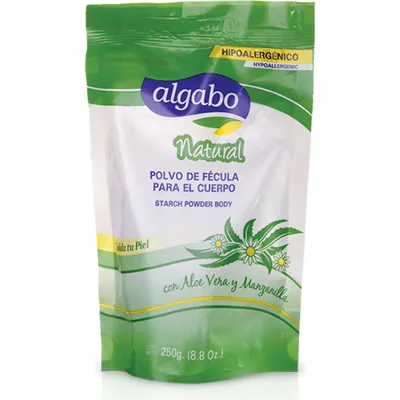 HIPOALERGÉNICO
HYPOALLERGENIC
algabo
Natural
POLVO DE FÉCULA
PARA EL CUERPO
STARCH POWDER BODY
tu Piel
con Aloe Vera y Manzanilla
250g. (8.8 Oz.)